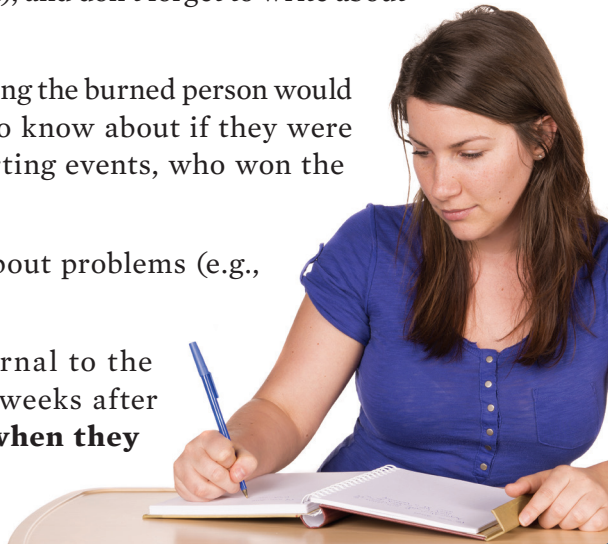 and don't forget to write about
ing the burned person would
o know about if they were
rting events, who won the
bout problems (e.g.,
rnal to the
weeks after
when they